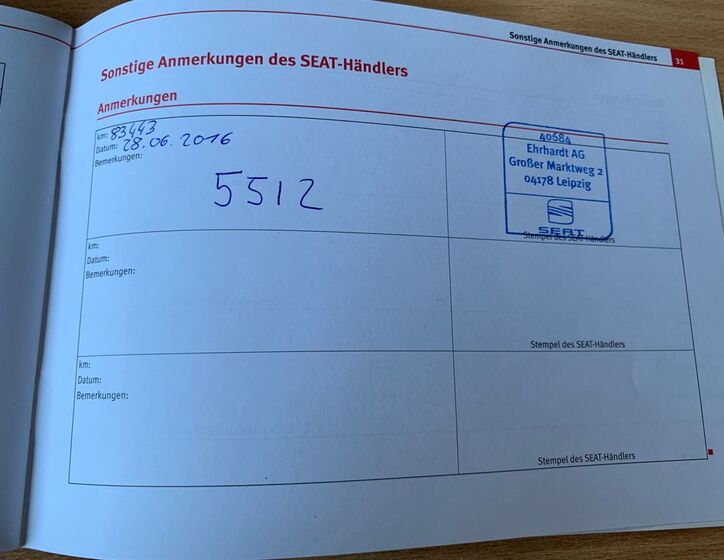 Sonstige Anmerkungen des SEAT-Händlers 31
Sonstige Anmerkungen des SEAT-Händlers
Anmerkungen
km: 83443
Datum: 28.06.2016
Bemerkungen:
5512
40684
Ehrhardt AG
Großer Marktweg 2
04178 Leipzig
SEAT
Stempel des SEAT-Händlers
km:
Datum:
Bemerkungen:
Stempel des SEAT-Händlers
km:
Datum:
Bemerkungen:
Stempel des SEAT-Händlers